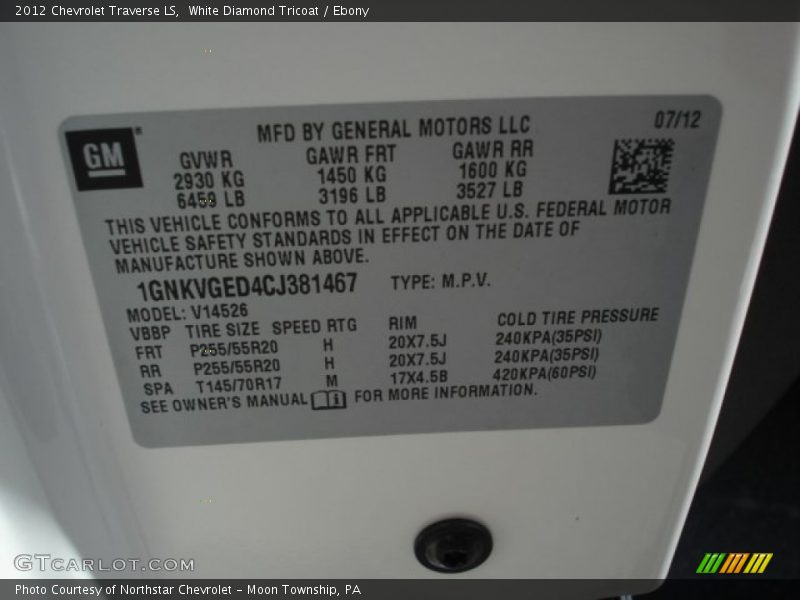 2012 Chevrolet Traverse LS, White Diamond Tricoat / Ebony
GM
MFD BY GENERAL MOTORS LLC
07/12
GVWR GAWR FRT GAWR RR
2930 KG 1450 KG 1600 KG
6459 LB 3196 LB 3527 LB
THIS VEHICLE CONFORMS TO ALL APPLICABLE U.S. FEDERAL MOTOR
VEHICLE SAFETY STANDARDS IN EFFECT ON THE DATE OF
MANUFACTURE SHOWN ABOVE.
1GNKVGED4CJ381467 TYPE: M.P.V.
MODEL: V14526
VBBP TIRE SIZE SPEED RTG RIM COLD TIRE PRESSURE
FRT P255/55R20 H 20X7.5J 240KPA(35PSI)
RR P255/55R20 H 20X7.5J 240KPA(35PSI)
SPA T145/70R17 M 17X4.5B 420KPA(60PSI)
SEE OWNER'S MANUAL FOR MORE INFORMATION.
GTCARLOT.COM
Photo Courtesy of Northstar Chevrolet - Moon Township, PA